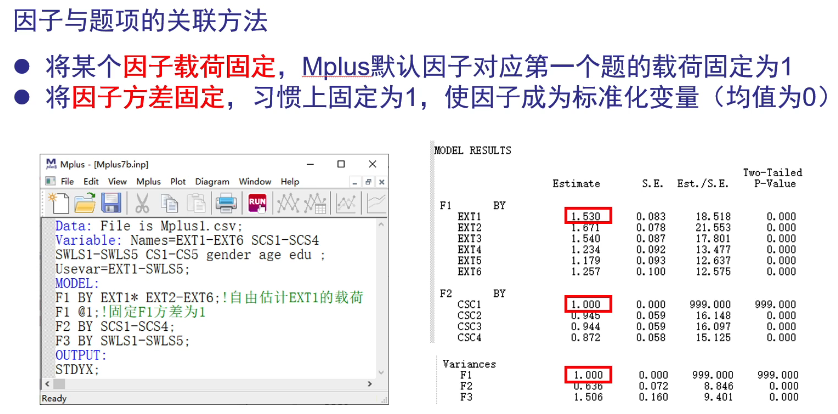 因子与题项的关联方法
● 将某个因子载荷固定，Mplus默认因子对应第一个题的载荷固定为1
● 将因子方差固定，习惯上固定为1，使因子成为标准化变量（均值为0）
Mplus - [Mplus7b.inp]
File Edit View Mplus Plot Diagram Window Help
RUN
Data: File is Mplus1.csv;
Variable: Names=EXT1-EXT6 SCS1-SCS4
SWLS1-SWLS5 CS1-CS5 gender age edu ;
Usevar=EXT1-SWLS5;
MODEL:
F1 BY EXT1* EXT2-EXT6;!自由估计EXT1的载荷
F1 @1;!固定F1方差为1
F2 BY SCS1-SCS4;
F3 BY SWLS1-SWLS5;
OUTPUT:
STDYX;
Ready
MODEL RESULTS
Two-Tailed
Estimate S.E. Est./S.E. P-Value
F1 BY
EXT1 1.530 0.083 18.518 0.000
EXT2 1.671 0.078 21.553 0.000
EXT3 1.540 0.087 17.801 0.000
EXT4 1.234 0.092 13.477 0.000
EXT5 1.179 0.093 12.637 0.000
EXT6 1.257 0.100 12.575 0.000
F2 BY
CSC1 1.000 0.000 999.000 999.000
CSC2 0.945 0.059 16.148 0.000
CSC3 0.944 0.059 16.097 0.000
CSC4 0.872 0.058 15.125 0.000
Variances
F1 1.000 0.000 999.000 999.000
F2 0.636 0.072 8.846 0.000
F3 1.506 0.160 9.401 0.000